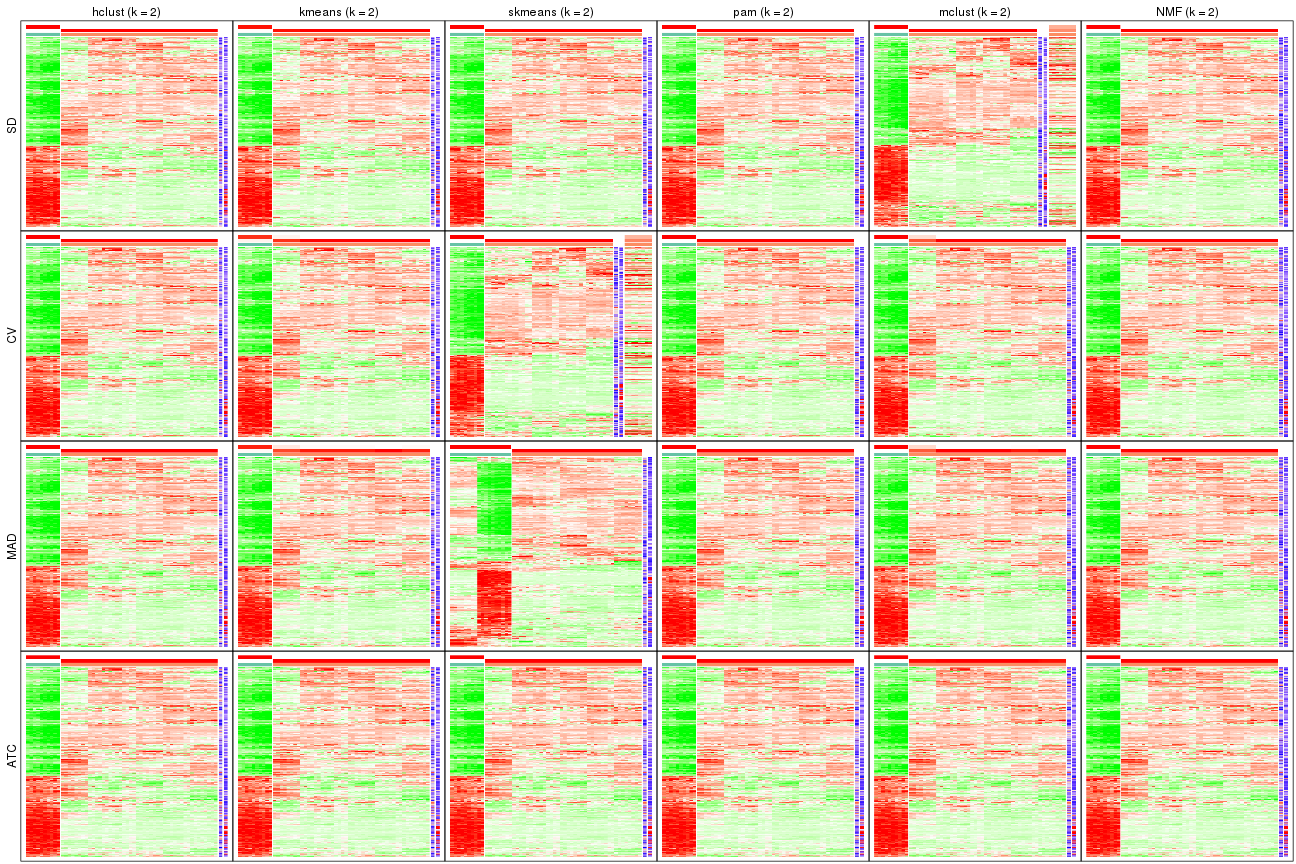 hclust (k = 2) kmeans (k = 2) skmeans (k = 2) pam (k = 2) mclust (k = 2) NMF (k = 2)
SD
CV
MAD
ATC